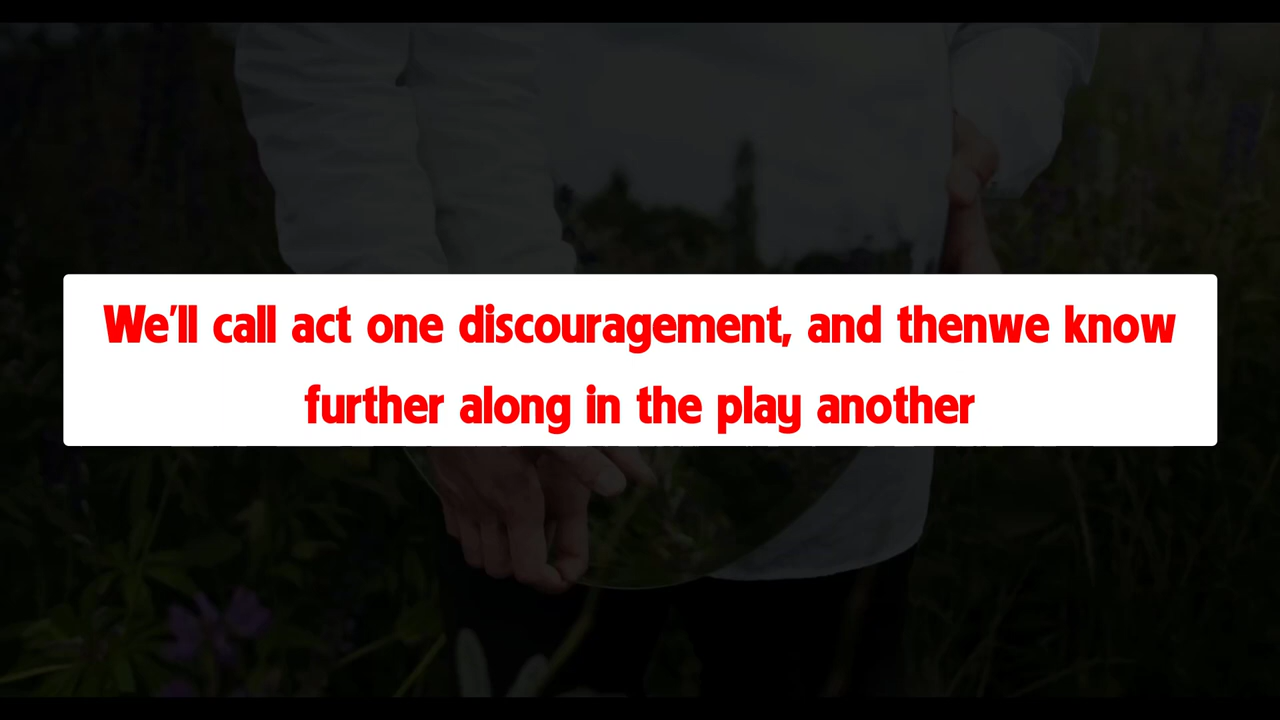 We'll call act one discouragement, and thenwe know
further along in the play another